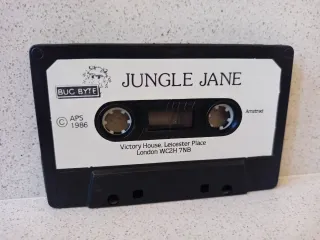 JUNGLE JANE
BUG BYTE
© APS
1986
Amstrad
Victory House, Leicester Place
London WC2H 7NB